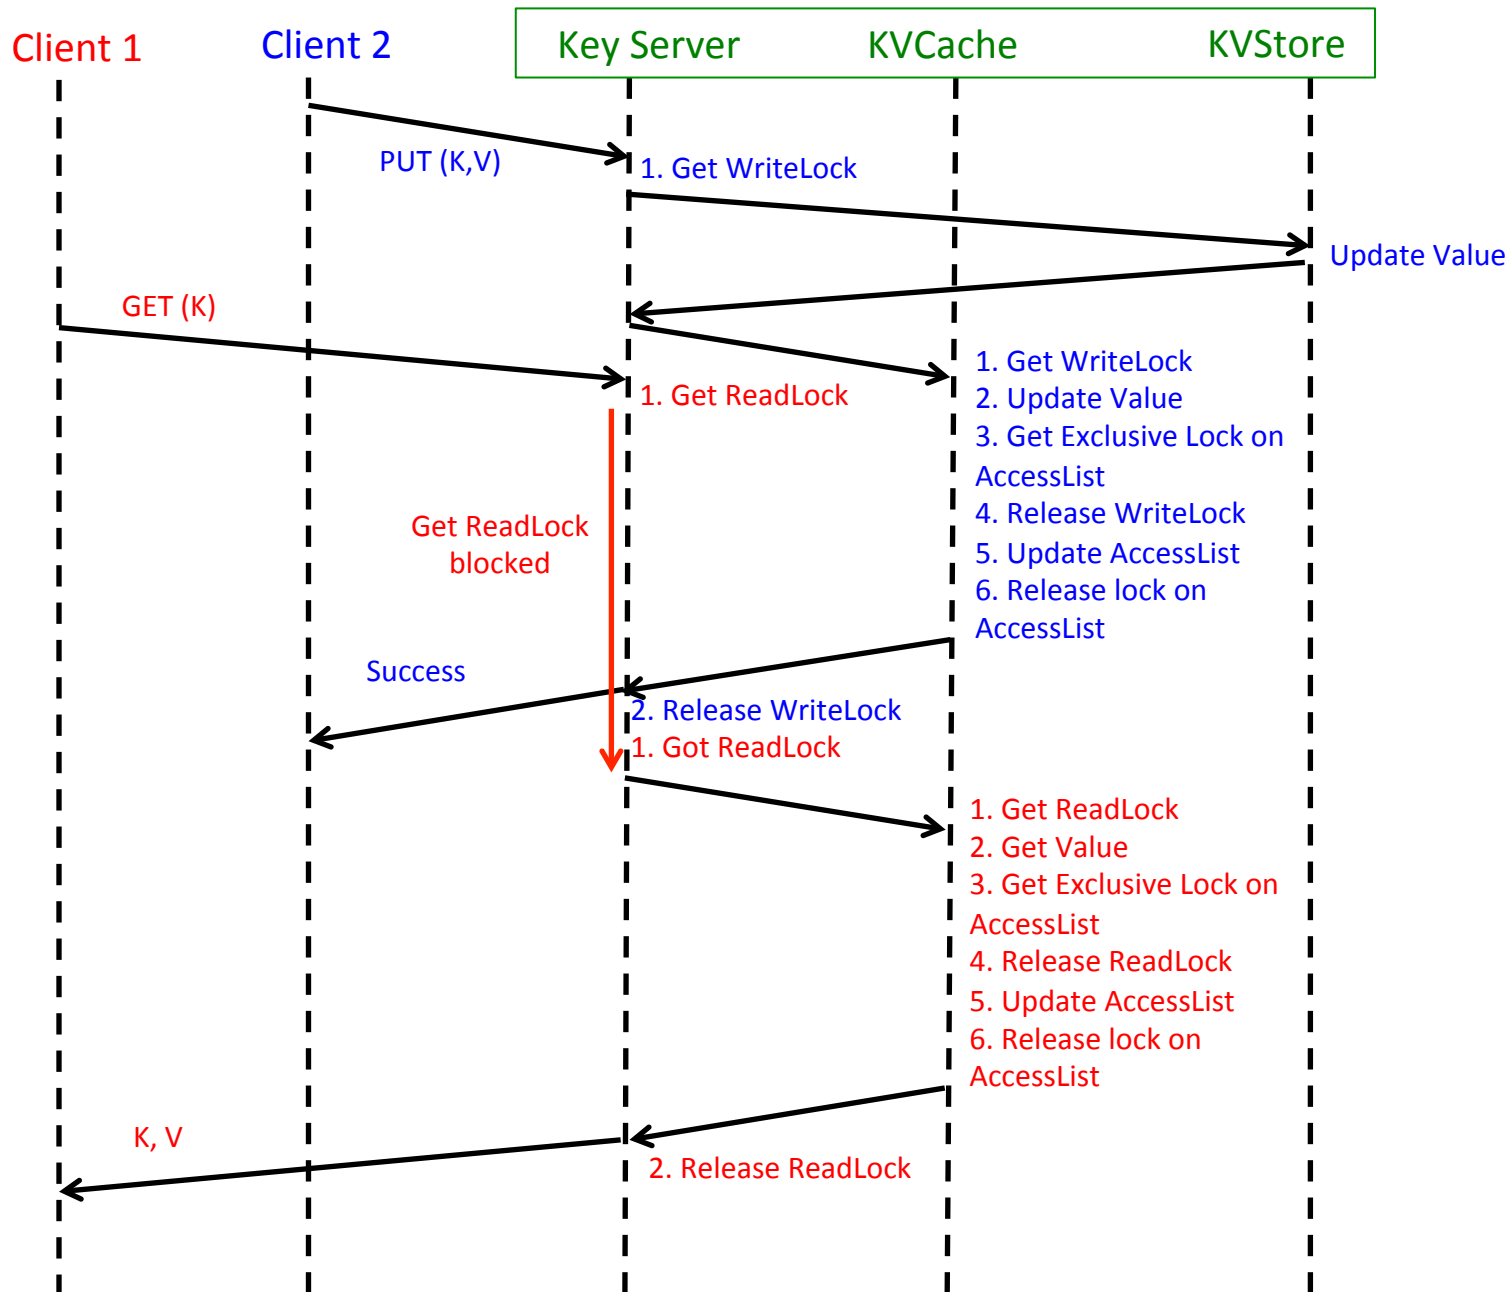 Client 1
Client 2
Key Server
KVCache
KVStore
PUT (K,V)
1. Get WriteLock
Update Value
GET (K)
1. Get ReadLock
1. Get WriteLock
2. Update Value
3. Get Exclusive Lock on
AccessList
4. Release WriteLock
5. Update AccessList
6. Release lock on
AccessList
Get ReadLock
blocked
Success
2. Release WriteLock
1. Got ReadLock
1. Get ReadLock
2. Get Value
3. Get Exclusive Lock on
AccessList
4. Release ReadLock
5. Update AccessList
6. Release lock on
AccessList
K, V
2. Release ReadLock